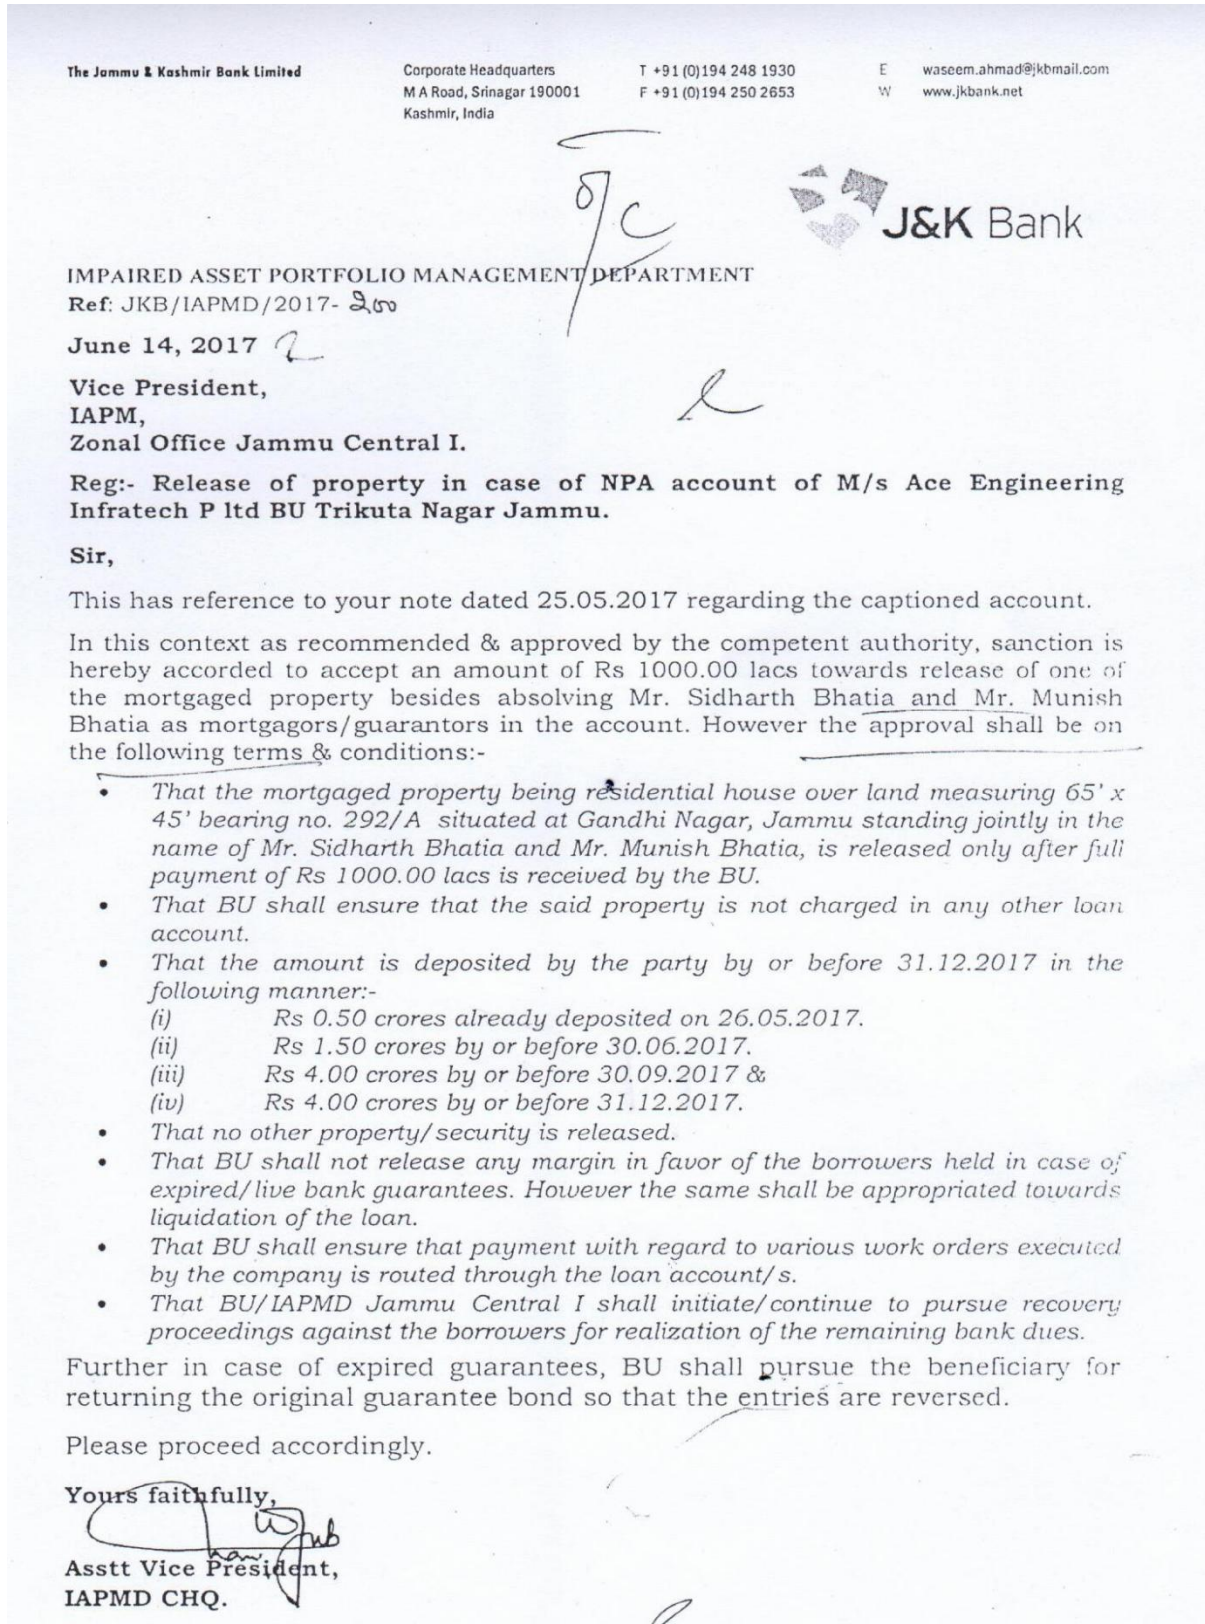 The Jammu & Kashmir Bank Limited
Corporate Headquarters
M A Road, Srinagar 190001
Kashmir, India
T +91 (0)194 248 1930
F +91 (0)194 250 2653
E waseem.ahmad@jkbmail.com
W www.jkbank.net
O/C
J&K Bank
IMPAIRED ASSET PORTFOLIO MANAGEMENT DEPARTMENT
Ref: JKB/IAPMD/2017- 200
June 14, 2017
Vice President,
IAPM,
Zonal Office Jammu Central I.
Reg:- Release of property in case of NPA account of M/s Ace Engineering
Infratech P ltd BU Trikuta Nagar Jammu.
Sir,
This has reference to your note dated 25.05.2017 regarding the captioned account.
In this context as recommended & approved by the competent authority, sanction is
hereby accorded to accept an amount of Rs 1000.00 lacs towards release of one of
the mortgaged property besides absolving Mr. Sidharth Bhatia and Mr. Munish
Bhatia as mortgagors/guarantors in the account. However the approval shall be on
the following terms & conditions:-
• That the mortgaged property being residential house over land measuring 65' x
45' bearing no. 292/A situated at Gandhi Nagar, Jammu standing jointly in the
name of Mr. Sidharth Bhatia and Mr. Munish Bhatia, is released only after full
payment of Rs 1000.00 lacs is received by the BU.
• That BU shall ensure that the said property is not charged in any other loan
account.
• That the amount is deposited by the party by or before 31.12.2017 in the
following manner:-
(i) Rs 0.50 crores already deposited on 26.05.2017.
(ii) Rs 1.50 crores by or before 30.06.2017.
(iii) Rs 4.00 crores by or before 30.09.2017 &
(iv) Rs 4.00 crores by or before 31.12.2017.
• That no other property/security is released.
• That BU shall not release any margin in favor of the borrowers held in case of
expired/live bank guarantees. However the same shall be appropriated towards
liquidation of the loan.
• That BU shall ensure that payment with regard to various work orders executed
by the company is routed through the loan account/s.
• That BU/IAPMD Jammu Central I shall initiate/continue to pursue recovery
proceedings against the borrowers for realization of the remaining bank dues.
Further in case of expired guarantees, BU shall pursue the beneficiary for
returning the original guarantee bond so that the entries are reversed.
Please proceed accordingly.
Yours faithfully,
Asstt Vice President,
IAPMD CHQ.